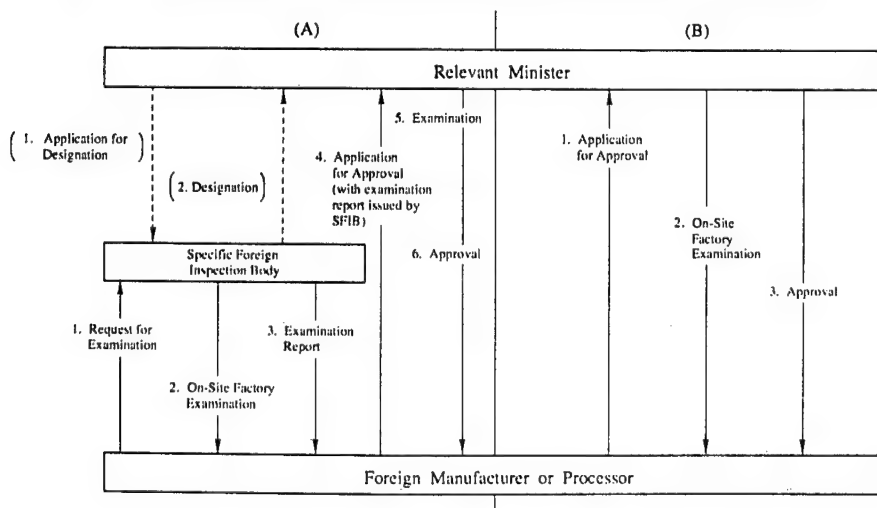 (A)
(B)
Relevant Minister
(1. Application for
Designation)
(2. Designation)
4. Application
for Approval
(with examination
report issued by
SFIB)
5. Examination
6. Approval
1. Application
for Approval
2. On-Site
Factory
Examination
3. Approval
Specific Foreign
Inspection Body
1. Request for
Examination
2. On-Site Factory
Examination
3. Examination
Report
Foreign Manufacturer or Processor